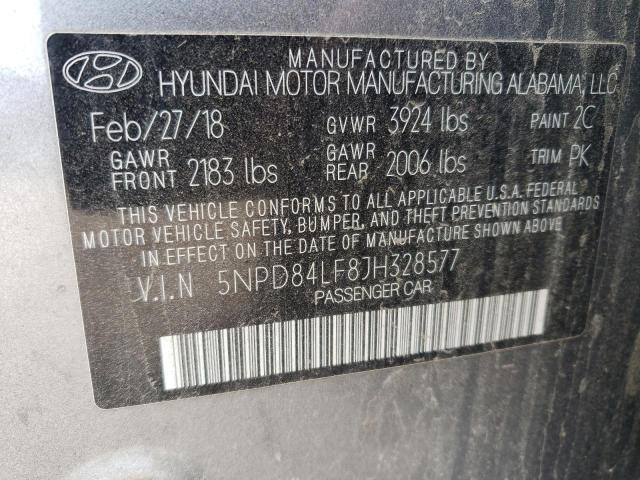 MANUFACTURED BY
HYUNDAI MOTOR MANUFACTURING ALABAMA, LLC
Feb/27/18 GVWR 3924 lbs PAINT 2C
GAWR FRONT 2183 lbs GAWR REAR 2006 lbs TRIM PK
THIS VEHICLE CONFORMS TO ALL APPLICABLE U.S.A. FEDERAL
MOTOR VEHICLE SAFETY, BUMPER, AND THEFT PREVENTION STANDARDS
IN EFFECT ON THE DATE OF MANUFACTURE SHOWN ABOVE
V.I.N 5NPD84LF8JH328577
PASSENGER CAR